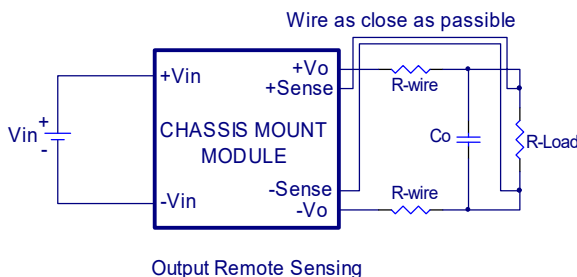 Wire as close as passible
+Vo
+Vin
+Sense
R-wire
Vin
+
-
CHASSIS MOUNT
MODULE
Co
R-Load
-Sense
R-wire
-Vin
-Vo
Output Remote Sensing